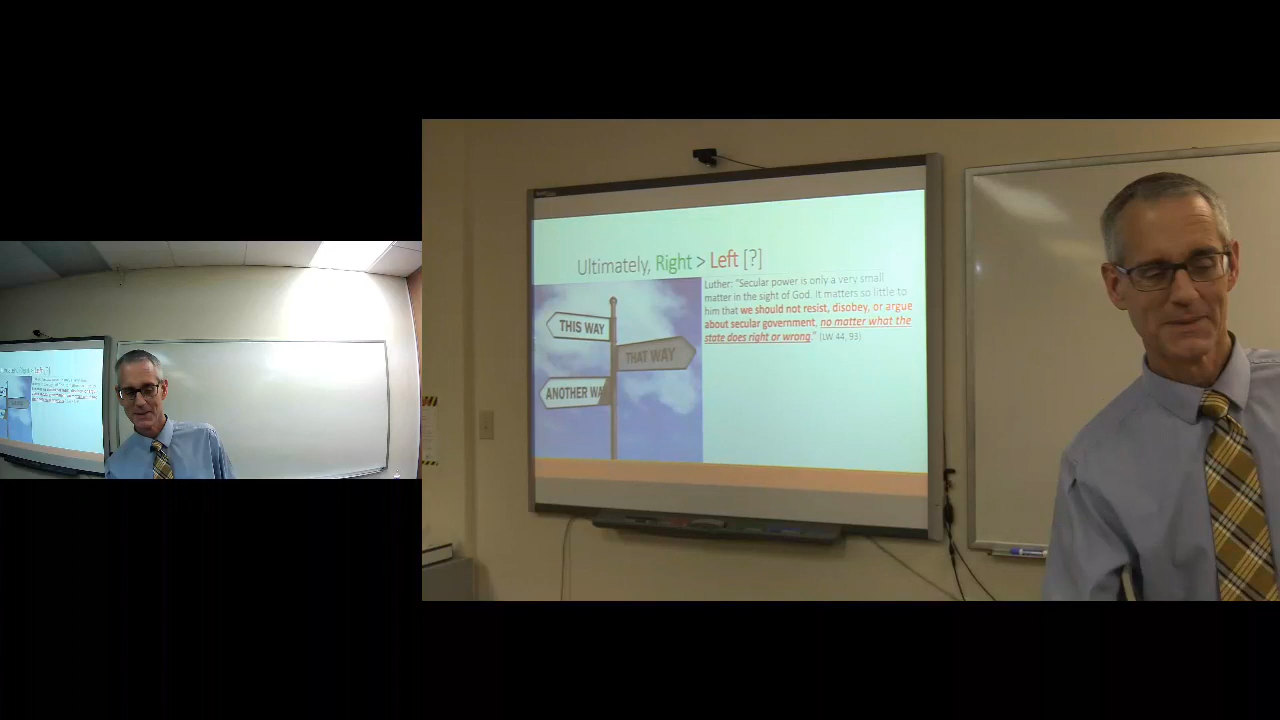 Ultimately, Right > Left [?]
Luther: "Secular power is only a very small
matter in the sight of God. It matters so little to
him that we should not resist, disobey, or argue
about secular government, no matter what the
state does right or wrong." (LW 44, 93)
THIS WAY
THAT WAY
ANOTHER WA